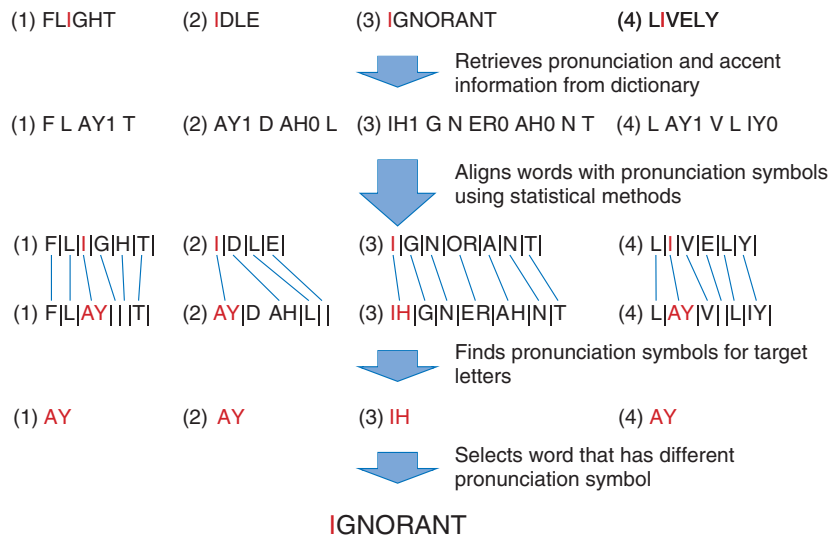 (1) FLIGHT (2) IDLE (3) IGNORANT (4) LIVELY
Retrieves pronunciation and accent
information from dictionary
(1) F L AY1 T (2) AY1 D AH0 L (3) IH1 G N ER0 AH0 N T (4) L AY1 V L IY0
Aligns words with pronunciation symbols
using statistical methods
(1) F|L|I|G|H|T| (2) I|D|L|E| (3) I|G|N|OR|A|N|T| (4) L|I|V|E|L|Y|
(1) F|L|AY| | |T| (2) AY|D AH|L| | (3) IH|G|N|ER|AH|N|T (4) L|AY|V| |L|IY|
Finds pronunciation symbols for target
letters
(1) AY (2) AY (3) IH (4) AY
Selects word that has different
pronunciation symbol
IGNORANT